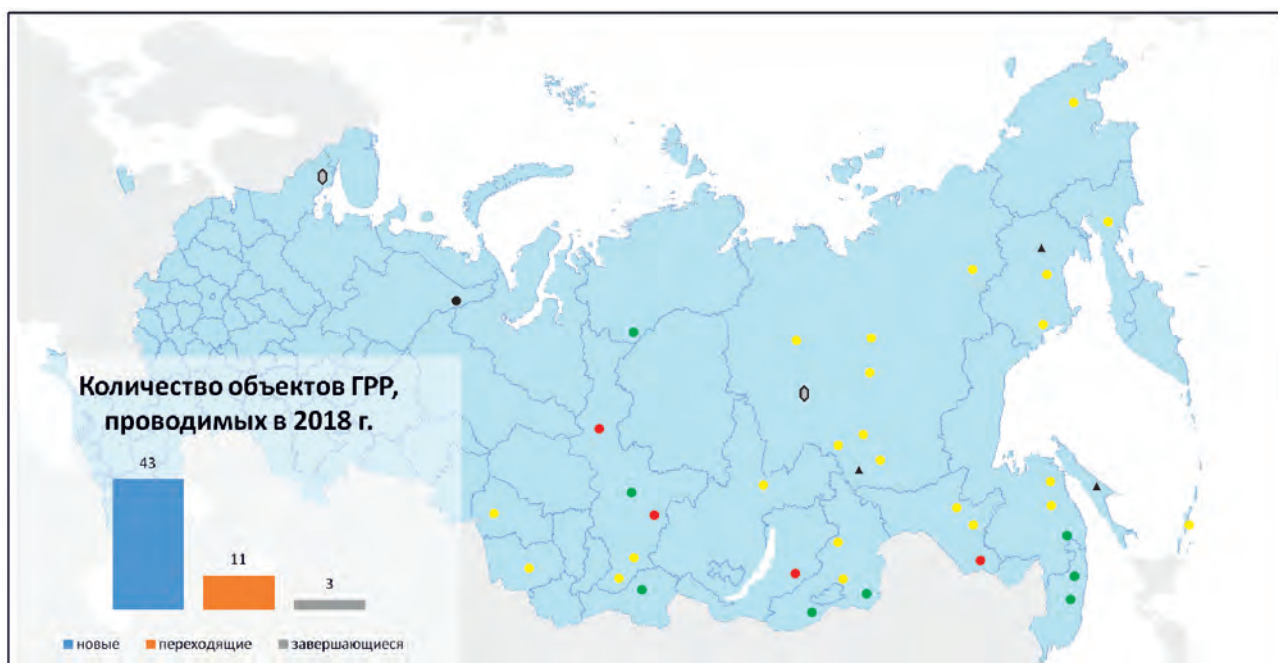 Количество объектов ГРР,
проводимых в 2018 г.
43
11
3
новые переходящие завершающиеся